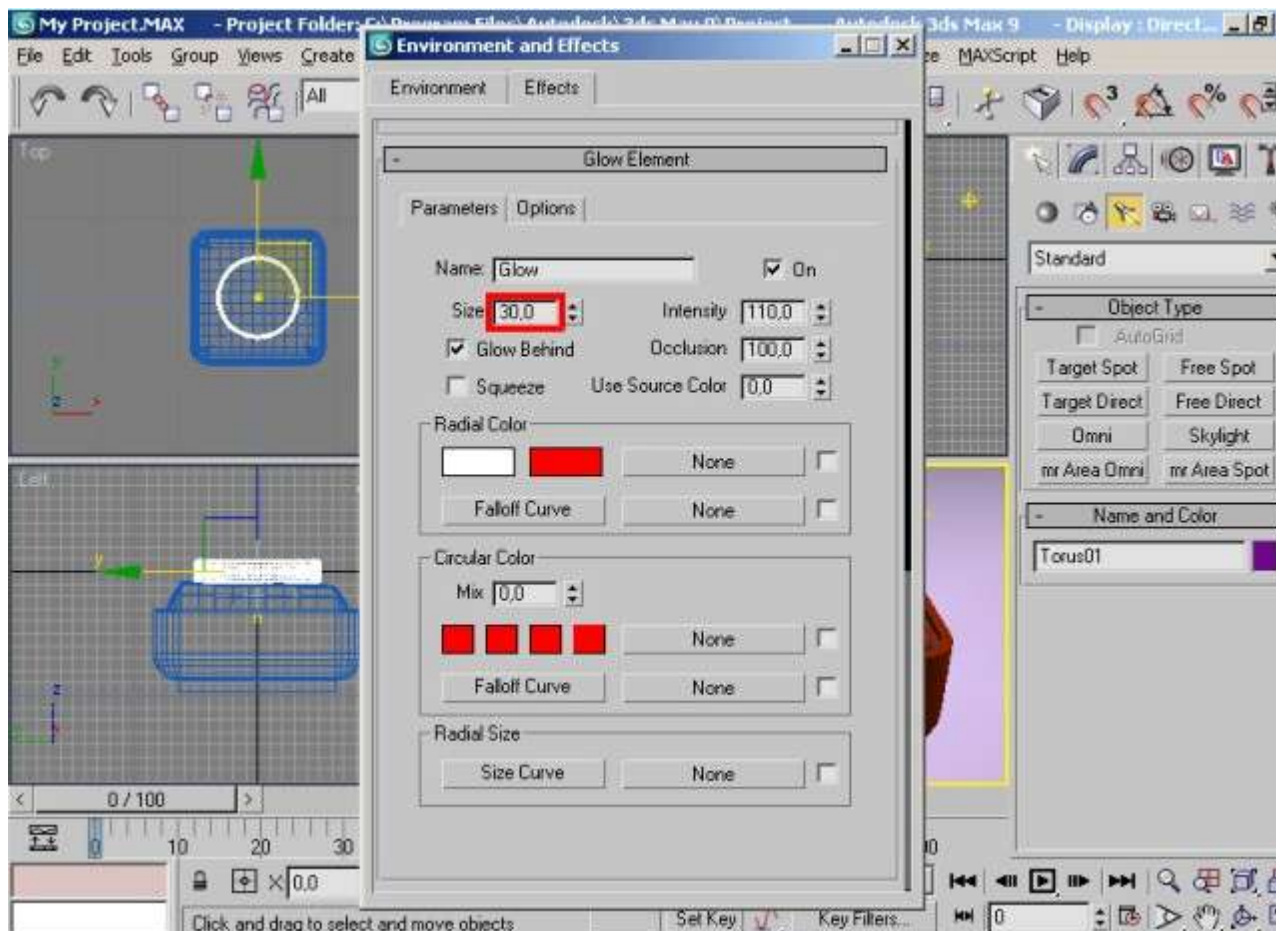 My Project.MAX - Project Folder: Autodesk 3ds Max 9 - Display : Direct...
Environment and Effects
File Edit Tools Group Views Create MAXScript Help
Environment Effects
All
Top
- Glow Element
Parameters Options
Name: Glow On
Standard
Size 30,0 Intensity 110,0
- Object Type
AutoGrid
Glow Behind Occlusion 100,0
Target Spot Free Spot
Squeeze Use Source Color 0,0
Target Direct Free Direct
Radial Color
Omni Skylight
None
mr Area Omni mr Area Spot
Left
Falloff Curve None
- Name and Color
Circular Color
Torus01
Mix 0,0
None
Falloff Curve None
Radial Size
Size Curve None
0 / 100
0 10 20 30
X 0,0
Click and drag to select and move objects Set Key Key Filters... 0